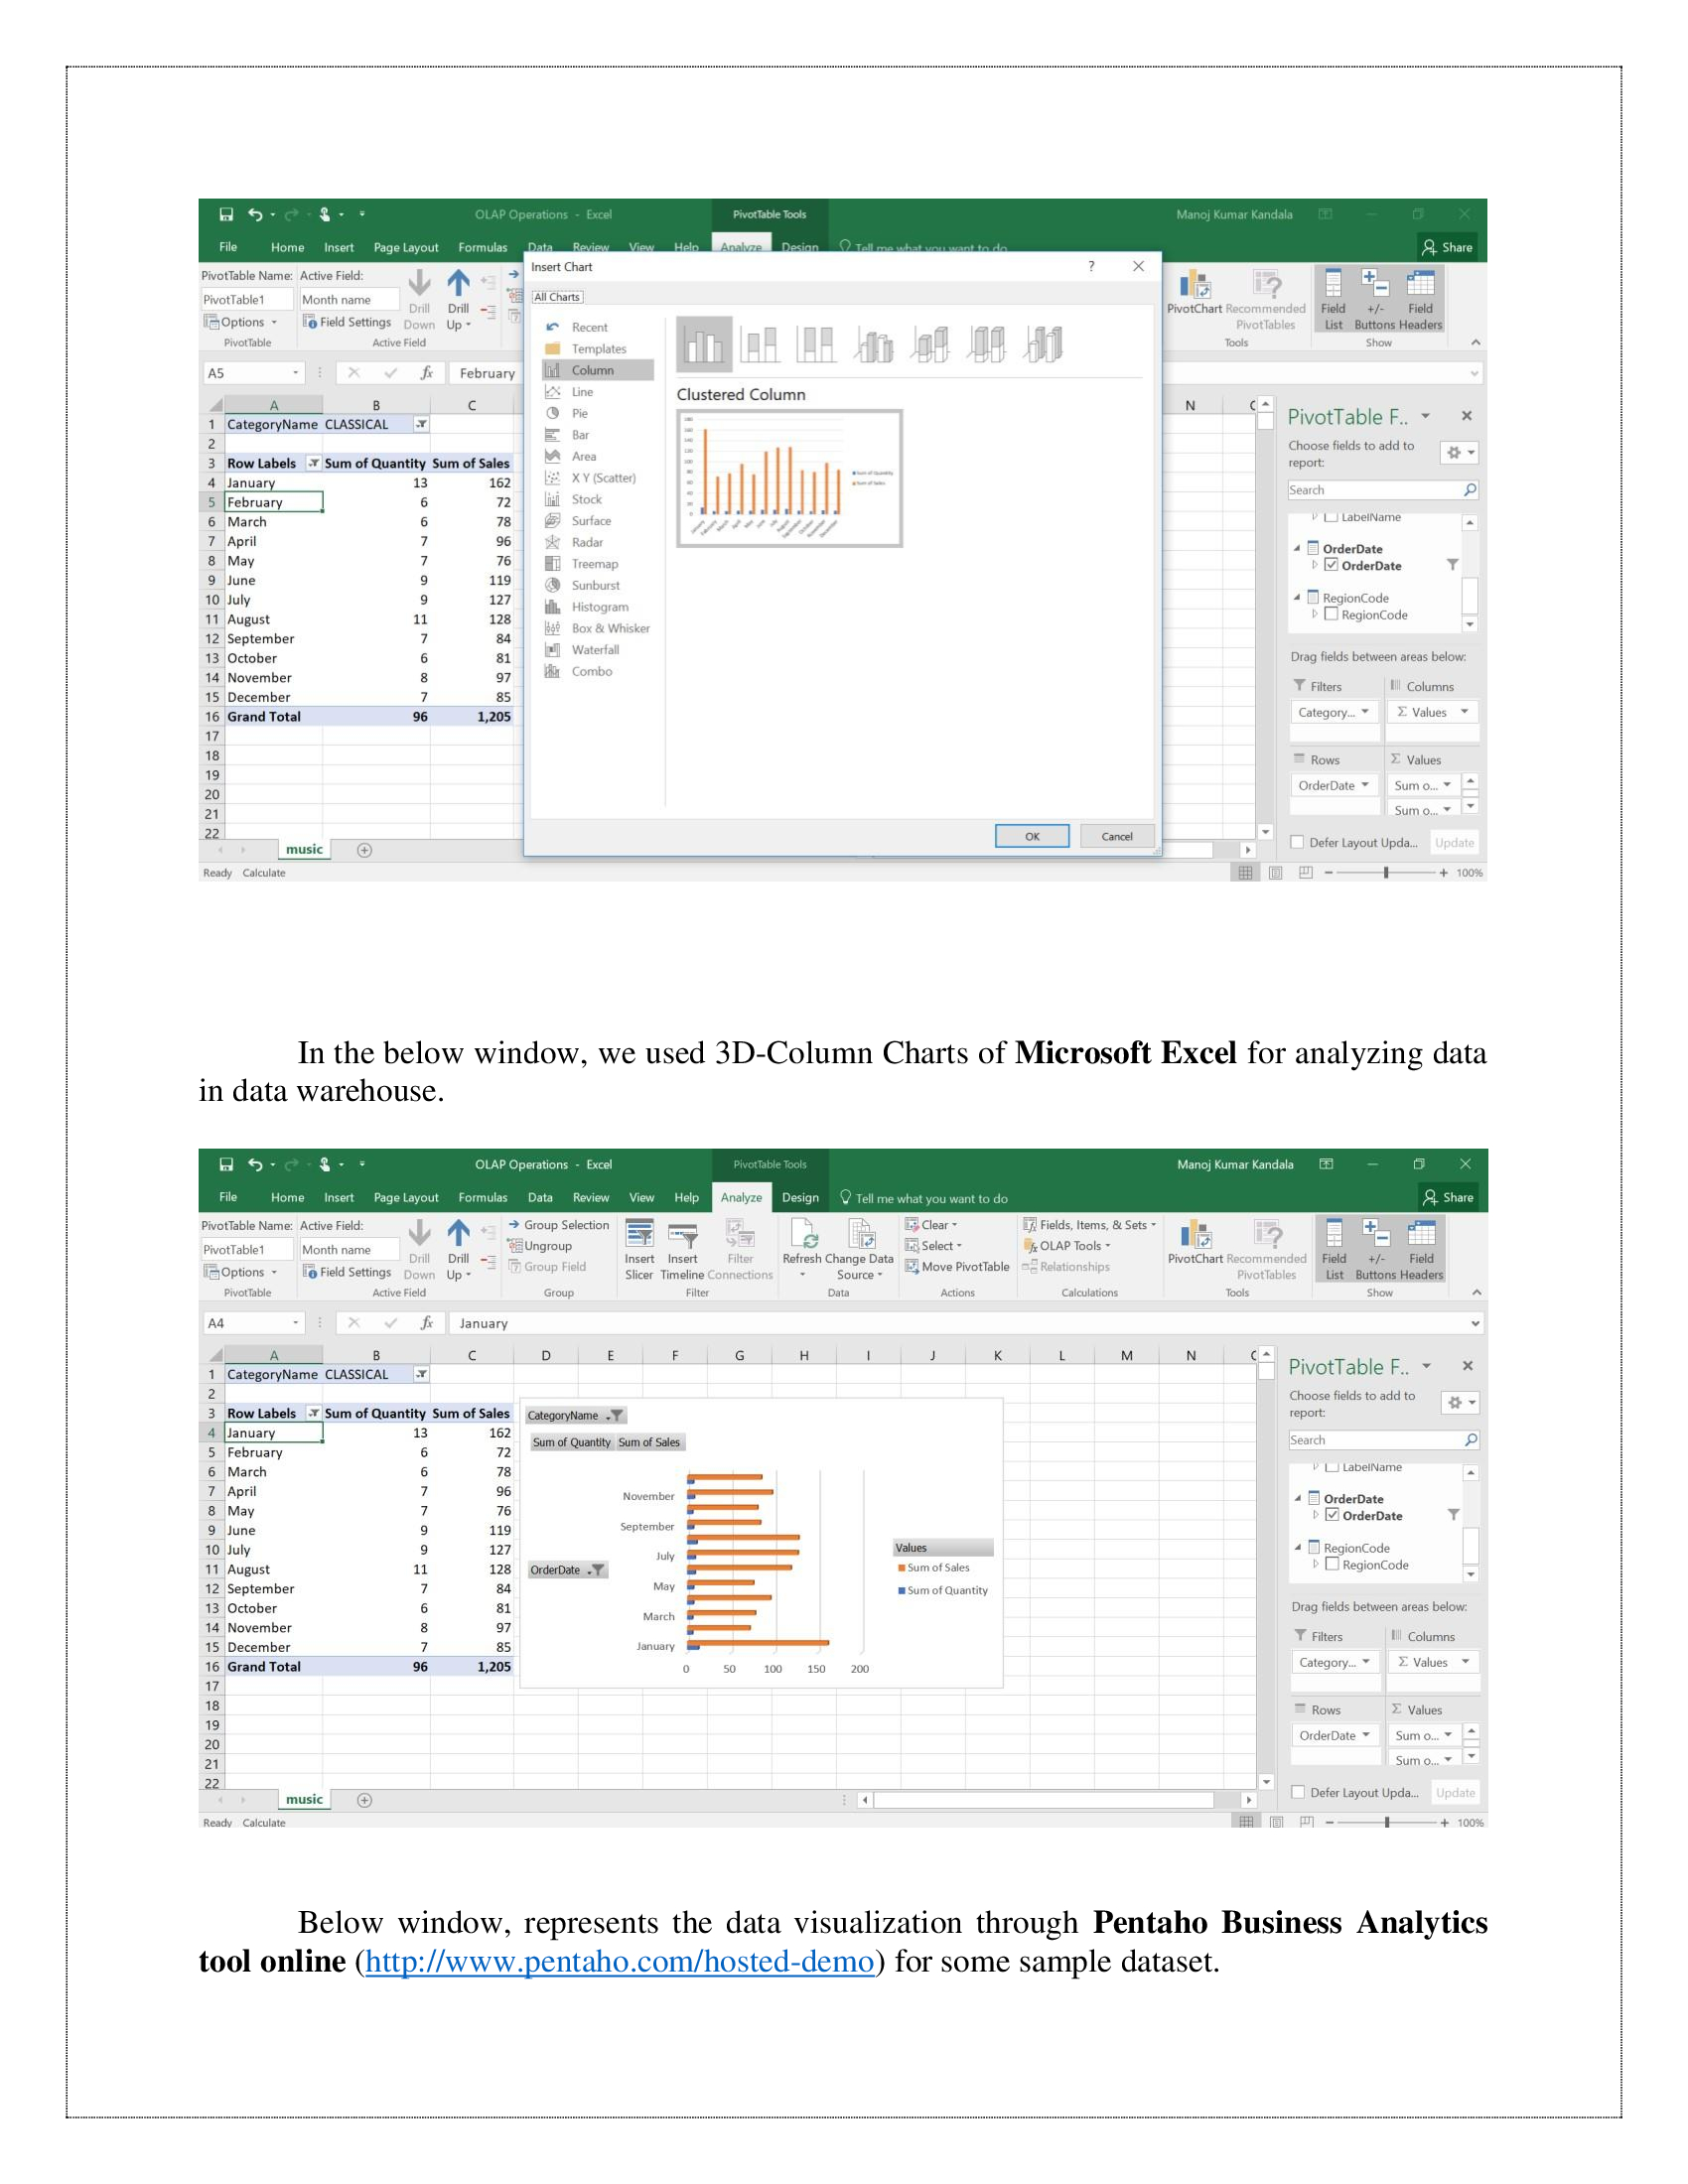 OLAP Operations - Excel
PivotTable Tools
Manoj Kumar Kandala
File Home Insert Page Layout Formulas Data Review View Help Analyze Design Tell me what you want to do
Share
PivotTable Name: Active Field:
PivotTable1 Month name
Options Field Settings
Drill Down Drill Up
PivotTable Active Field
PivotChart Recommended PivotTables
Tools
Field List +/- Buttons Field Headers
Show
A5 fx February
Insert Chart ?
All Charts
Recent
Templates
Column
Line
Pie
Bar
Area
X Y (Scatter)
Stock
Surface
Radar
Treemap
Sunburst
Histogram
Box & Whisker
Waterfall
Combo
Clustered Column
OK Cancel
A B C N
1 CategoryName CLASSICAL
2
3 Row Labels Sum of Quantity Sum of Sales
4 January 13 162
5 February 6 72
6 March 6 78
7 April 7 96
8 May 7 76
9 June 9 119
10 July 9 127
11 August 11 128
12 September 7 84
13 October 6 81
14 November 8 97
15 December 7 85
16 Grand Total 96 1,205
17
18
19
20
21
22
music
Ready Calculate
100%
PivotTable F..
Choose fields to add to
report:
Search
LabelName
OrderDate
OrderDate
RegionCode
RegionCode
Drag fields between areas below:
Filters Columns
Category... Σ Values
Rows Σ Values
OrderDate Sum o...
Sum o...
Defer Layout Upda... Update
In the below window, we used 3D-Column Charts of Microsoft Excel for analyzing data
in data warehouse.
OLAP Operations - Excel
PivotTable Tools
Manoj Kumar Kandala
File Home Insert Page Layout Formulas Data Review View Help Analyze Design Tell me what you want to do
Share
PivotTable Name: Active Field:
PivotTable1 Month name
Options Field Settings
Drill Down Drill Up
PivotTable Active Field
Group Selection
Ungroup
Group Field
Group
Insert Slicer Insert Timeline Filter Connections
Filter
Refresh Change Data Source
Data
Clear
Select
Move PivotTable
Actions
Fields, Items, & Sets
OLAP Tools
Relationships
Calculations
PivotChart Recommended PivotTables
Tools
Field List +/- Buttons Field Headers
Show
A4 fx January
A B C D E F G H I J K L M N
1 CategoryName CLASSICAL
2
3 Row Labels Sum of Quantity Sum of Sales
4 January 13 162
5 February 6 72
6 March 6 78
7 April 7 96
8 May 7 76
9 June 9 119
10 July 9 127
11 August 11 128
12 September 7 84
13 October 6 81
14 November 8 97
15 December 7 85
16 Grand Total 96 1,205
17
18
19
20
21
22
CategoryName
Sum of Quantity Sum of Sales
OrderDate
November
September
July
May
March
January
0 50 100 150 200
Values
Sum of Sales
Sum of Quantity
music
Ready Calculate
100%
PivotTable F..
Choose fields to add to
report:
Search
LabelName
OrderDate
OrderDate
RegionCode
RegionCode
Drag fields between areas below:
Filters Columns
Category... Σ Values
Rows Σ Values
OrderDate Sum o...
Sum o...
Defer Layout Upda... Update
Below window, represents the data visualization through Pentaho Business Analytics
tool online (http://www.pentaho.com/hosted-demo) for some sample dataset.